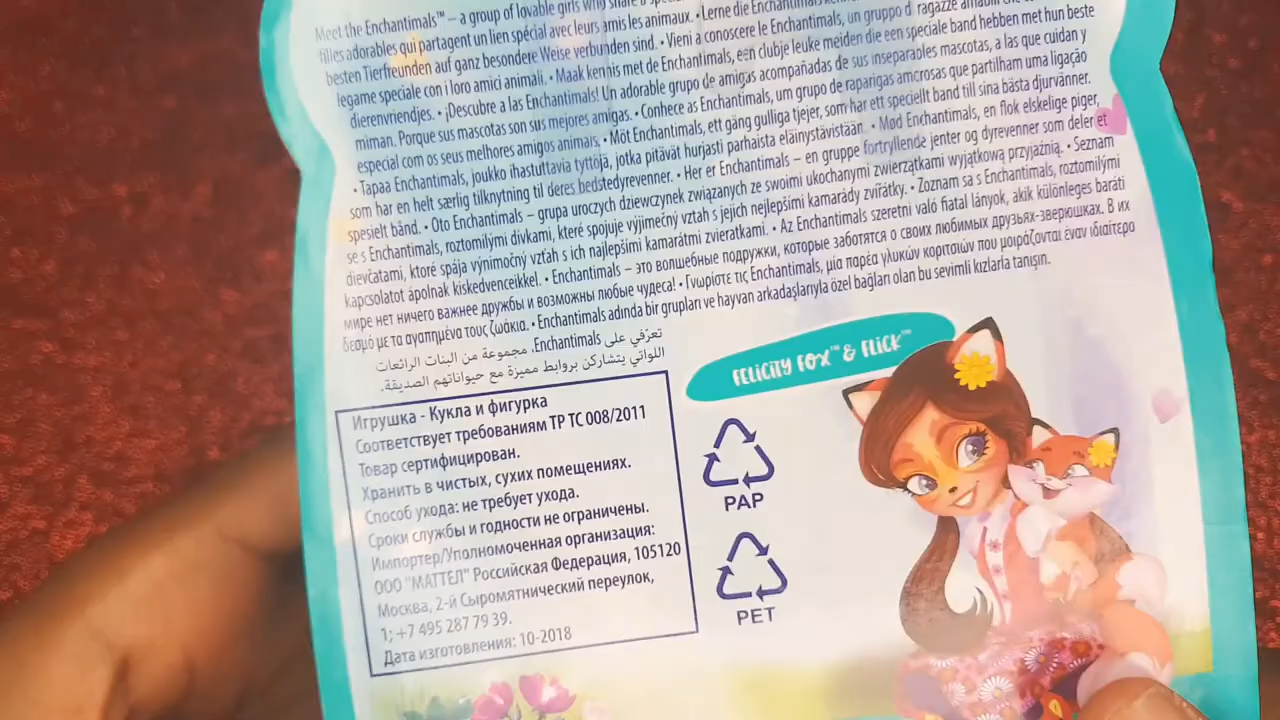 Meet the Enchantimals™ – a group of lovable girls who share a
filles adorables qui partagent un lien spécial avec leurs amis les animaux. • Lerne die Enchantimals
besten Tierfreunden auf ganz besondere Weise verbunden sind. • Vieni a conoscere le Enchantimals, un gruppo di ragazze
legame speciale con i loro amici animali. • Maak kennis met de Enchantimals, een clubje leuke meiden die een speciale band hebben met hun beste
dierenvriendjes. • ¡Descubre a las Enchantimals! Un adorable grupo de amigas acompañadas de sus inseparables mascotas, a las que cuidan y
miman. Porque sus mascotas son sus mejores amigas. • Conhece as Enchantimals, um grupo de raparigas amorosas que partilham uma ligação
especial com os seus melhores amigos animais. • Möt Enchantimals, ett gäng gulliga tjejer, som har ett speciellt band till sina bästa djurvänner.
• Tapaa Enchantimals, joukko ihastuttavia tyttöjä, jotka pitävät hurjasti parhaista eläinystävistään. • Mød Enchantimals, en flok elskelige piger,
som har en helt særlig tilknytning til deres bedste dyrevenner. • Her er Enchantimals – en gruppe fortryllende jenter og dyrevenner som deler et
spesielt bånd. • Oto Enchantimals – grupa uroczych dziewczynek związanych ze swoimi ukochanymi zwierzątkami wyjątkową przyjaźnią. • Seznam
se s Enchantimals, roztomilými dívkami, které spojuje výjimečný vztah s jejich nejlepšími kamarády zvířátky. • Zoznam sa s Enchantimals, roztomilými
dievčatami, ktoré spája výnimočný vzťah s ich najlepšími kamarátmi zvieratkami. • Az Enchantimals szeretni való fiatal lányok, akik különleges baráti
kapcsolatot ápolnak kiskedvenceikkel. • Enchantimals – это волшебные подружки, которые заботятся о своих любимых друзьях-зверюшках. В их
мире нет ничего важнее дружбы и возможны любые чудеса! • Γνωρίστε τις Enchantimals, μία παρέα γλυκών κοριτσιών που μοιράζονται έναν ιδιαίτερο
δεσμό με τα αγαπημένα τους ζωάκια. • Enchantimals adında bir grupları ve hayvan arkadaşlarıyla özel bağları olan bu sevimli kızlarla tanışın.
تعرّفي على Enchantimals. مجموعة من البنات الرائعات
اللواتي يتشاركن بروابط مميزة مع حيواناتهم الصديقة.
Игрушка - Кукла и фигурка
Соответствует требованиям ТР ТС 008/2011
Товар сертифицирован.
Хранить в чистых, сухих помещениях.
Способ ухода: не требует ухода.
Сроки службы и годности не ограничены.
Импортер/Уполномоченная организация:
ООО "МАТТЕЛ" Российская Федерация, 105120
Москва, 2-й Сыромятнический переулок,
1; +7 495 287 79 39.
Дата изготовления: 10-2018
FELICITY FOX™ & FLICK™
PAP
PET